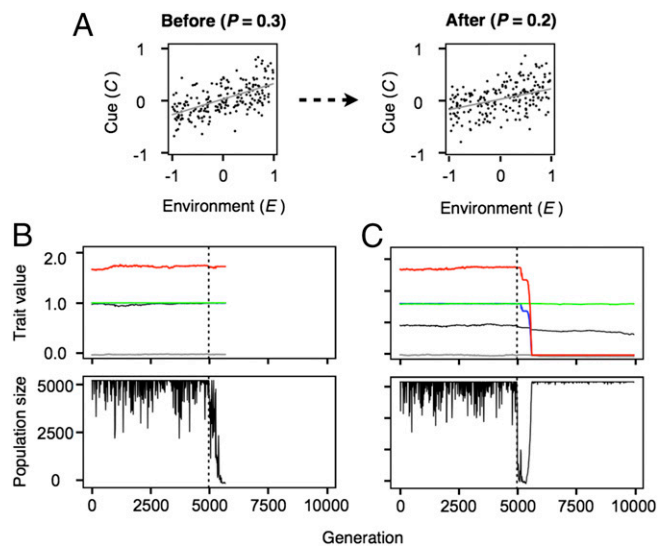 A
Before (P = 0.3)
After (P = 0.2)
Cue (C)
1
0
-1
-1 0 1
Environment (E)
Cue (C)
1
0
-1
-1 0 1
Environment (E)
B
C
Trait value
2.0
1.0
0.0
Population size
5000
2500
0
0 2500 5000 7500 10000
0 2500 5000 7500 10000
Generation